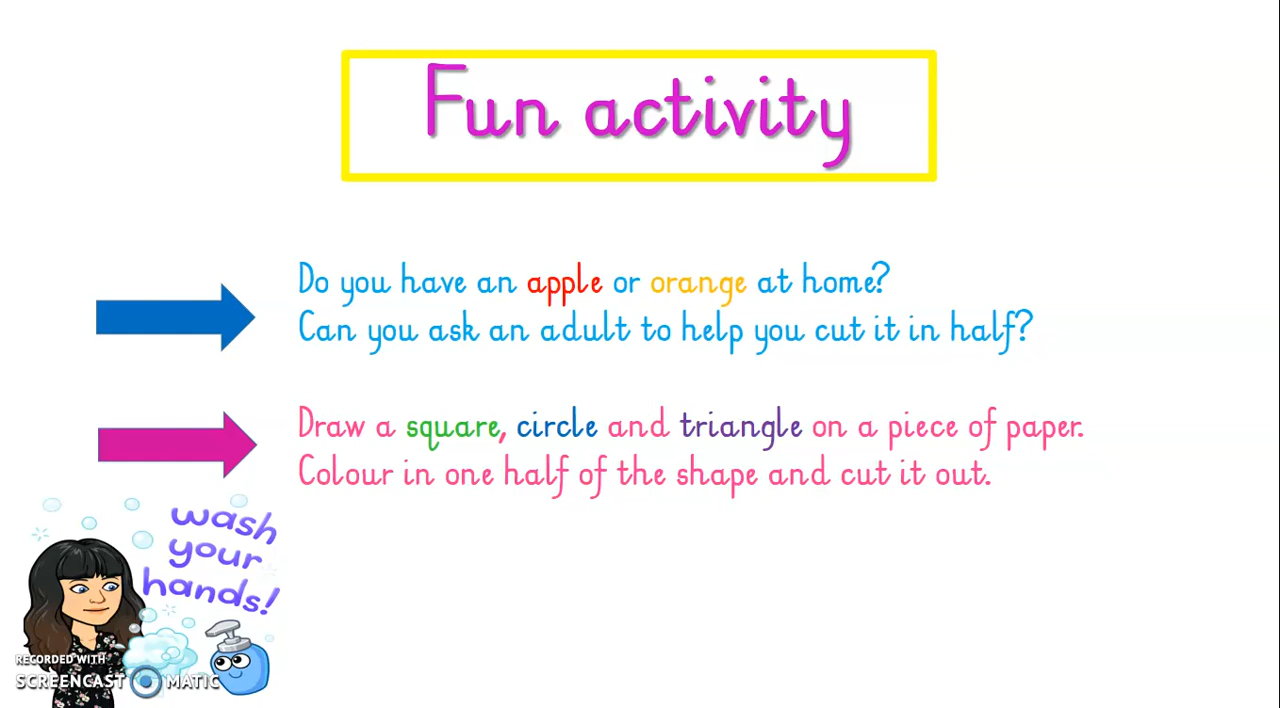 Fun activity
Do you have an apple or orange at home?
Can you ask an adult to help you cut it in half?
Draw a square, circle and triangle on a piece of paper.
Colour in one half of the shape and cut it out.
wash
your
hands!
RECORDED WITH
SCREENCAST MATIC